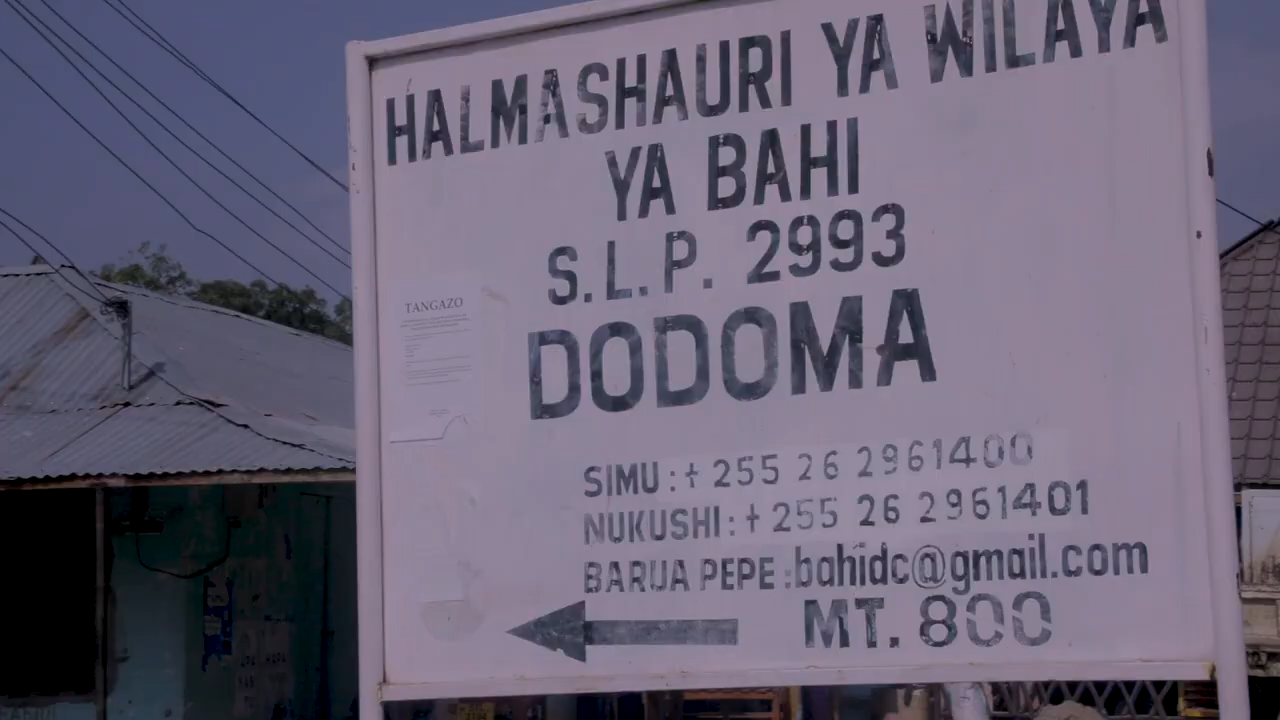 HALMASHAURI YA WILAYA
YA BAHI
S.L.P. 2993
DODOMA
TANGAZO
SIMU : + 255 26 2961400
NUKUSHI : + 255 26 2961401
BARUA PEPE : bahidc@gmail.com
MT. 800